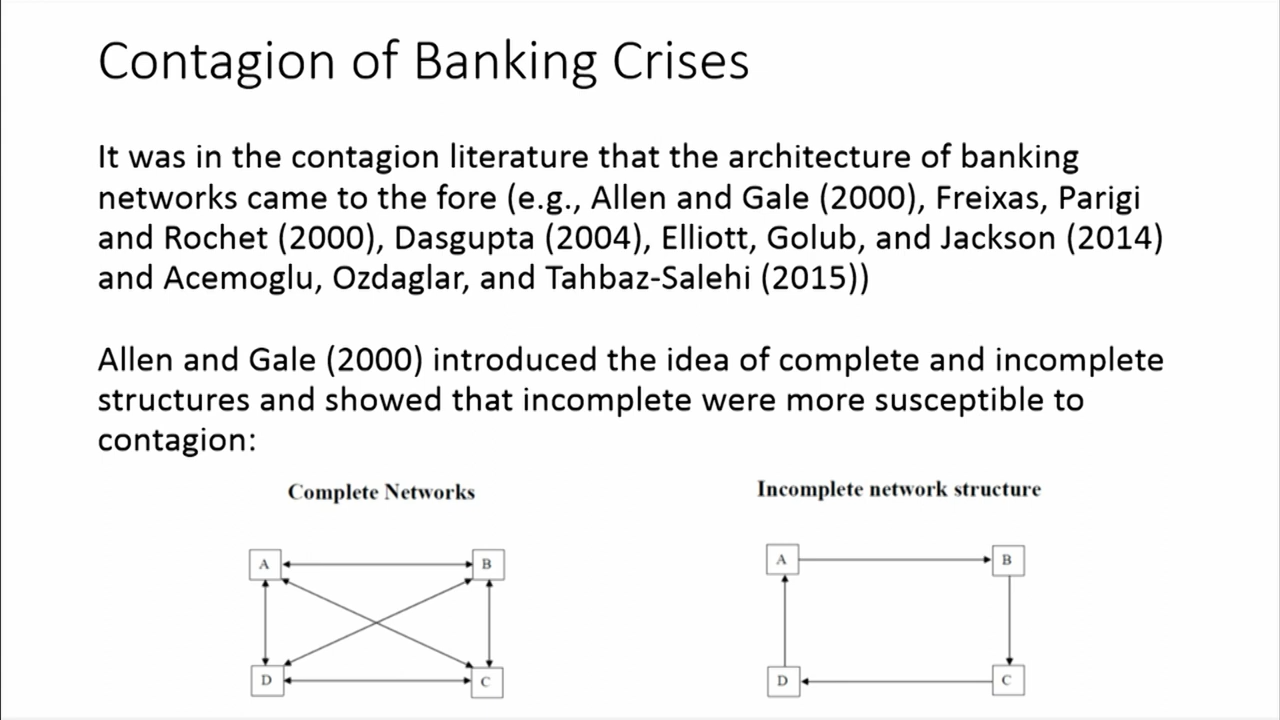 Contagion of Banking Crises
It was in the contagion literature that the architecture of banking
networks came to the fore (e.g., Allen and Gale (2000), Freixas, Parigi
and Rochet (2000), Dasgupta (2004), Elliott, Golub, and Jackson (2014)
and Acemoglu, Ozdaglar, and Tahbaz-Salehi (2015))
Allen and Gale (2000) introduced the idea of complete and incomplete
structures and showed that incomplete were more susceptible to
contagion:
Complete Networks
A
B
D
C
Incomplete network structure
A
B
D
C